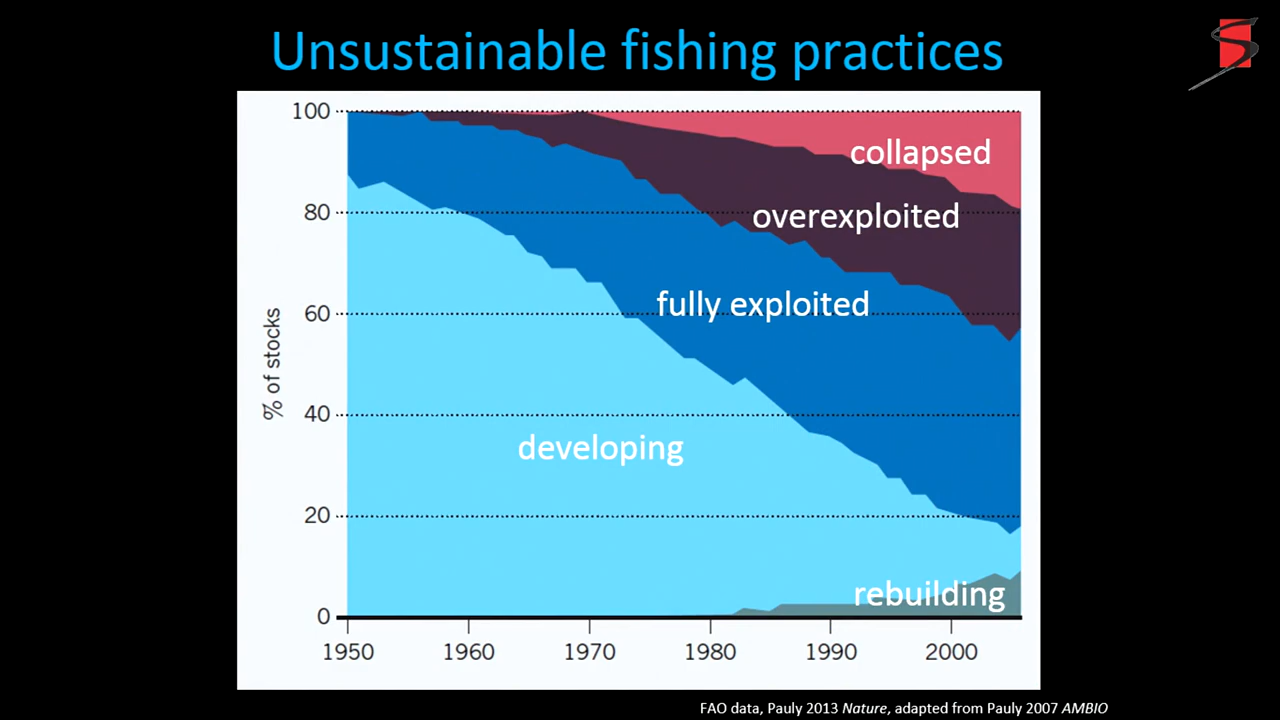 Unsustainable fishing practices
100
80
60
40
20
0
% of stocks
collapsed
overexploited
fully exploited
developing
rebuilding
1950 1960 1970 1980 1990 2000
FAO data, Pauly 2013 Nature, adapted from Pauly 2007 AMBIO